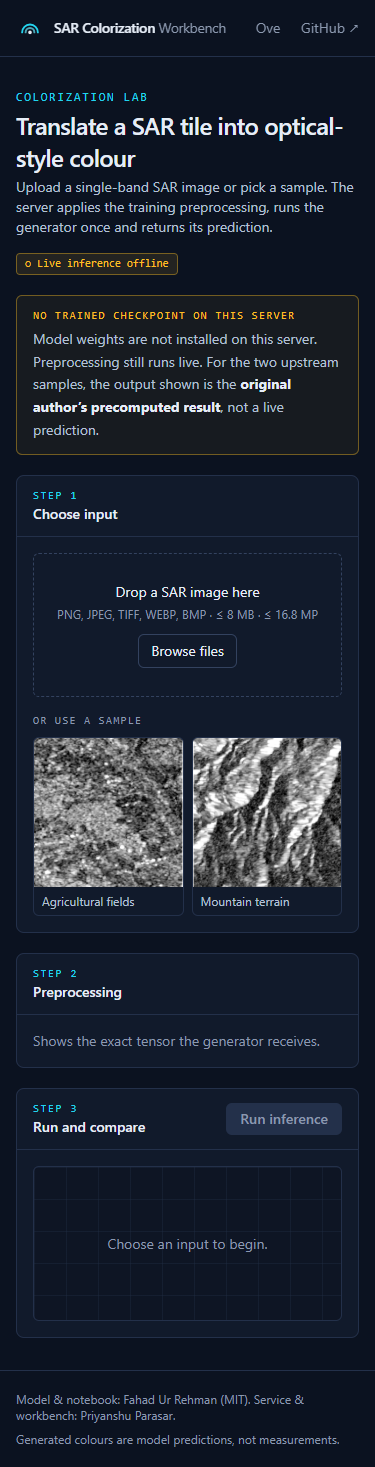 SAR Colorization Workbench Ove GitHub ↗
COLORIZATION LAB
Translate a SAR tile into optical-
style colour
Upload a single-band SAR image or pick a sample. The
server applies the training preprocessing, runs the
generator once and returns its prediction.
○ Live inference offline
NO TRAINED CHECKPOINT ON THIS SERVER
Model weights are not installed on this server.
Preprocessing still runs live. For the two upstream
samples, the output shown is the original
author’s precomputed result, not a live
prediction.
STEP 1
Choose input
Drop a SAR image here
PNG, JPEG, TIFF, WEBP, BMP · ≤ 8 MB · ≤ 16.8 MP
Browse files
OR USE A SAMPLE
Agricultural fields
Mountain terrain
STEP 2
Preprocessing
Shows the exact tensor the generator receives.
STEP 3
Run and compare
Run inference
Choose an input to begin.
Model & notebook: Fahad Ur Rehman (MIT). Service &
workbench: Priyanshu Parasar.
Generated colours are model predictions, not measurements.